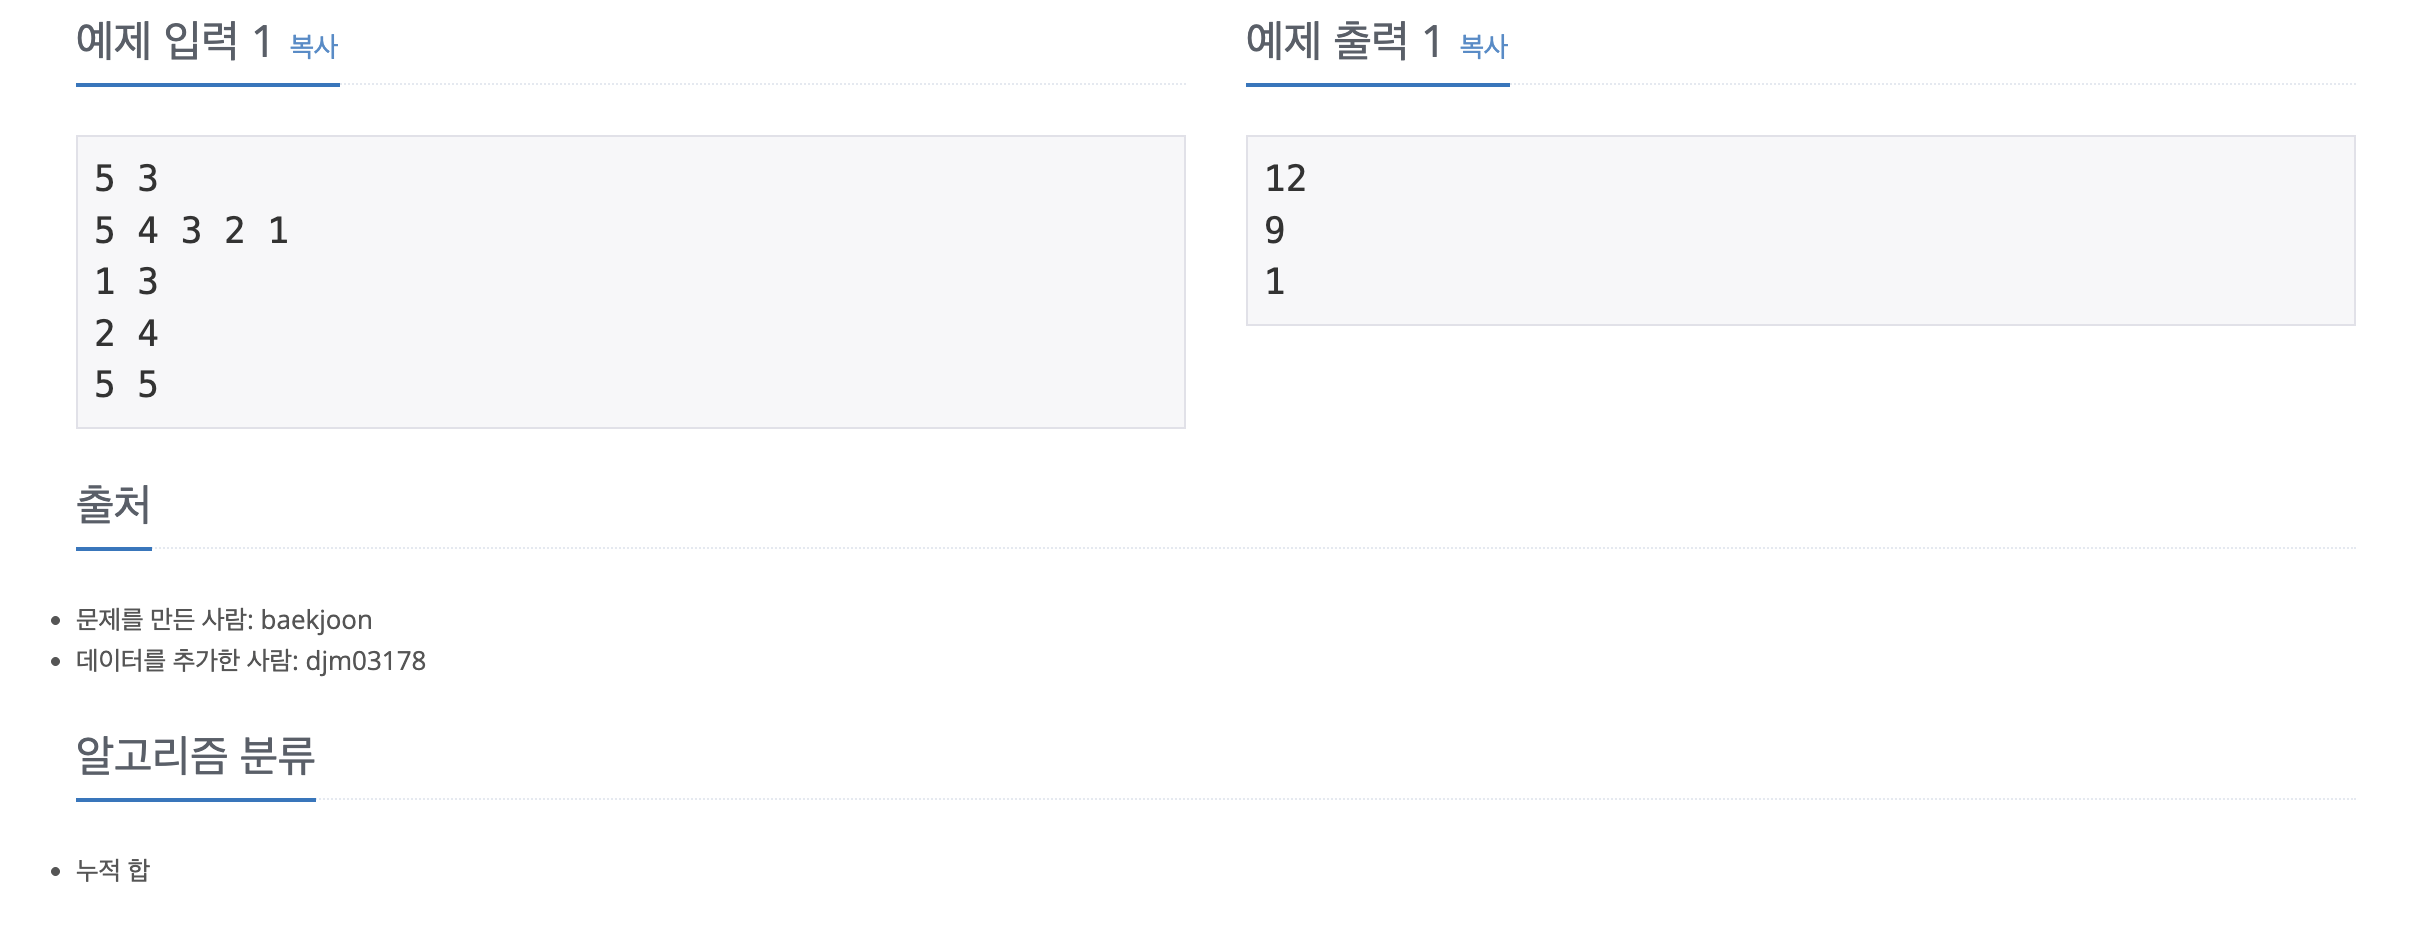 예제 입력 1 복사
5 3
5 4 3 2 1
1 3
2 4
5 5
예제 출력 1 복사
12
9
1
출처
문제를 만든 사람: baekjoon
데이터를 추가한 사람: djm03178
알고리즘 분류
누적 합